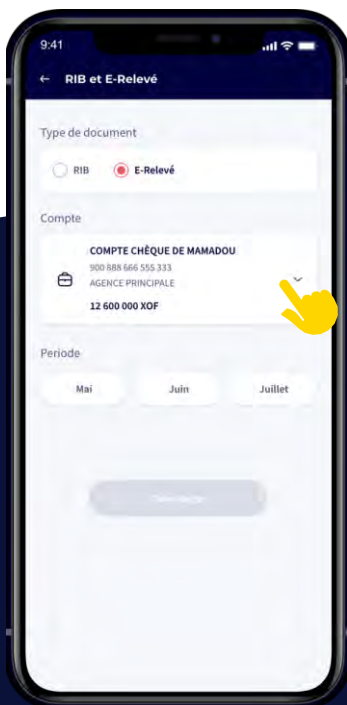 9:41
← RIB et E-Relevé
Type de document
RIB E-Relevé
Compte
COMPTE CHÊQUE DE MAMADOU
900 888 666 555 333
AGENCE PRINCIPALE
12 600 000 XOF
Periode
Mai Juin Juillet